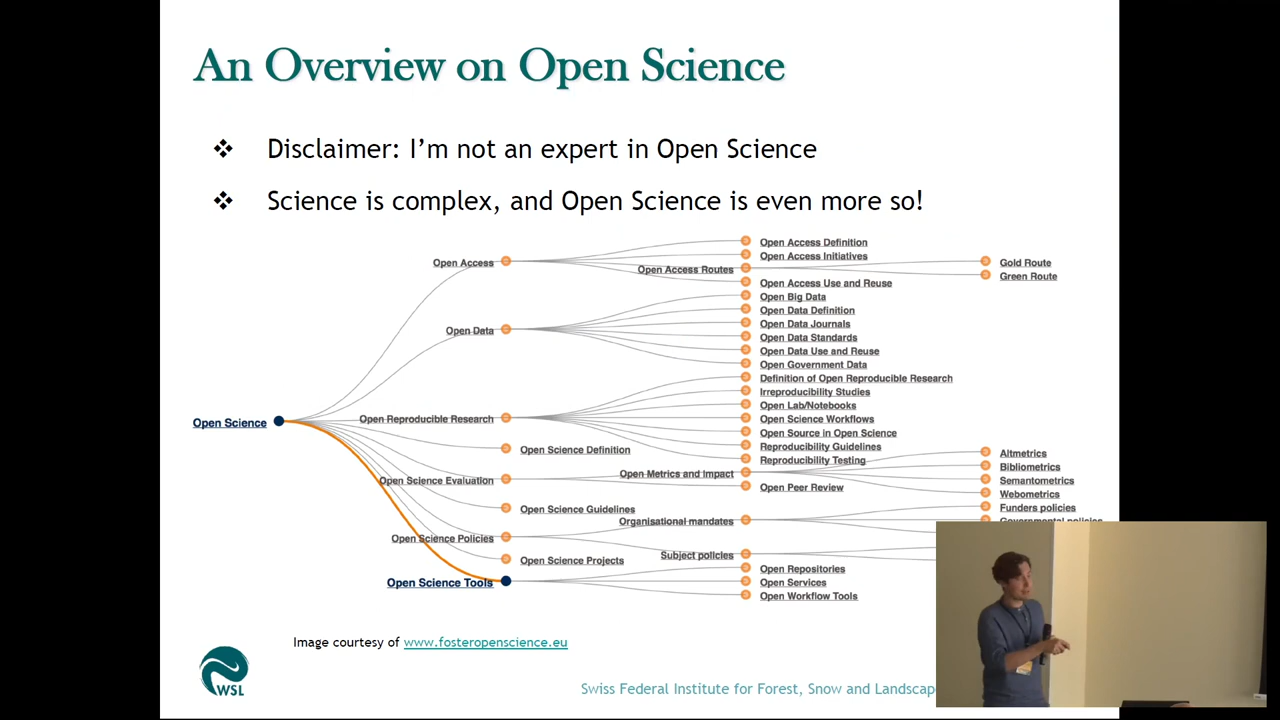 An Overview on Open Science
❖ Disclaimer: I'm not an expert in Open Science
❖ Science is complex, and Open Science is even more so!
Open Science
Open Access
Open Access Definition
Open Access Initiatives
Open Access Routes
Gold Route
Green Route
Open Access Use and Reuse
Open Data
Open Big Data
Open Data Definition
Open Data Journals
Open Data Standards
Open Data Use and Reuse
Open Government Data
Open Reproducible Research
Definition of Open Reproducible Research
Irreproducibility Studies
Open Lab/Notebooks
Open Science Workflows
Open Source in Open Science
Reproducibility Guidelines
Reproducibility Testing
Open Science Definition
Open Science Evaluation
Open Metrics and Impact
Altmetrics
Bibliometrics
Semantometrics
Webometrics
Open Peer Review
Open Science Guidelines
Open Science Policies
Organisational mandates
Funders policies
Governmental policies
Subject policies
Open Science Projects
Open Science Tools
Open Repositories
Open Services
Open Workflow Tools
Image courtesy of www.fosteropenscience.eu
WSL
Swiss Federal Institute for Forest, Snow and Landscap